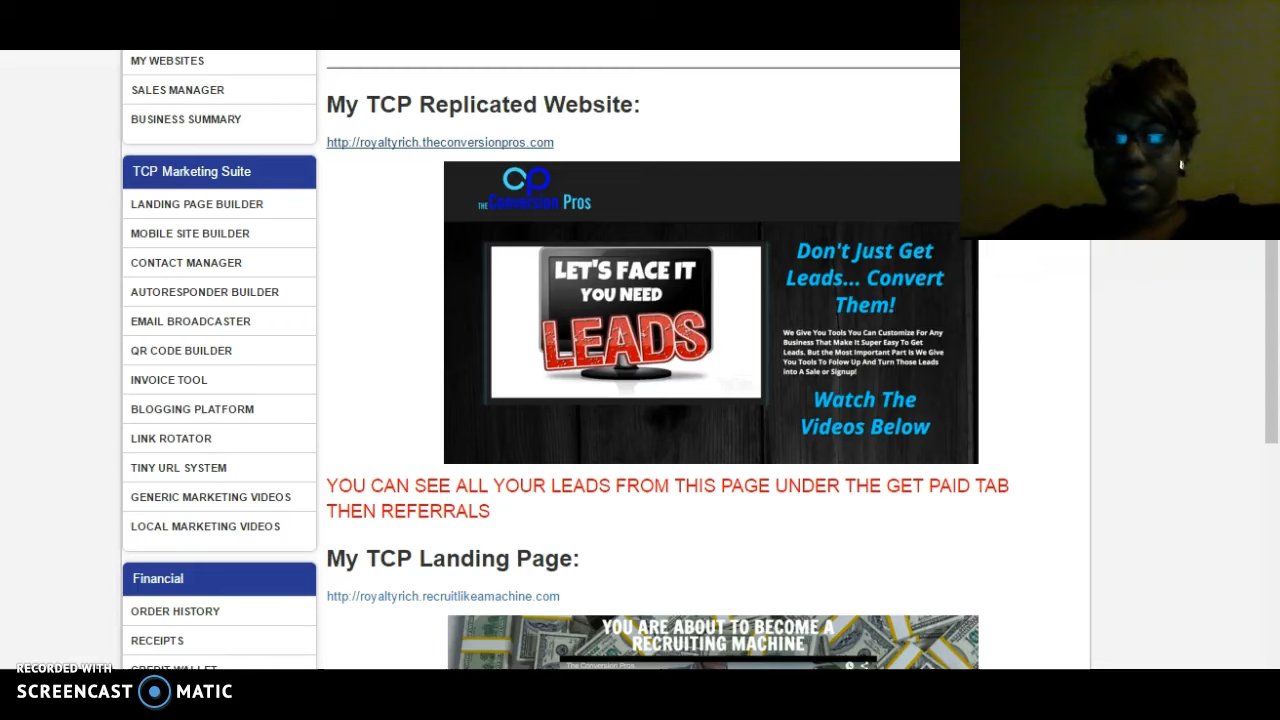 MY WEBSITES
SALES MANAGER
BUSINESS SUMMARY
TCP Marketing Suite
LANDING PAGE BUILDER
MOBILE SITE BUILDER
CONTACT MANAGER
AUTORESPONDER BUILDER
EMAIL BROADCASTER
QR CODE BUILDER
INVOICE TOOL
BLOGGING PLATFORM
LINK ROTATOR
TINY URL SYSTEM
GENERIC MARKETING VIDEOS
LOCAL MARKETING VIDEOS
Financial
ORDER HISTORY
RECEIPTS
CREDIT WALLET
My TCP Replicated Website:
http://royaltyrich.theconversionpros.com
THE Conversion Pros
LET'S FACE IT
YOU NEED
LEADS
Don't Just Get
Leads... Convert
Them!
We Give You Tools You Can Customize For Any
Business That Make It Super Easy To Get
Leads. But the Most Important Part Is We Give
You Tools To Folow Up And Turn Those Leads
into A Sale or Signup!
Watch The
Videos Below
YOU CAN SEE ALL YOUR LEADS FROM THIS PAGE UNDER THE GET PAID TAB
THEN REFERRALS
My TCP Landing Page:
http://royaltyrich.recruitlikeamachine.com
YOU ARE ABOUT TO BECOME A
RECRUITING MACHINE
The Conversion Pros
RECORDED WITH
SCREENCAST MATIC